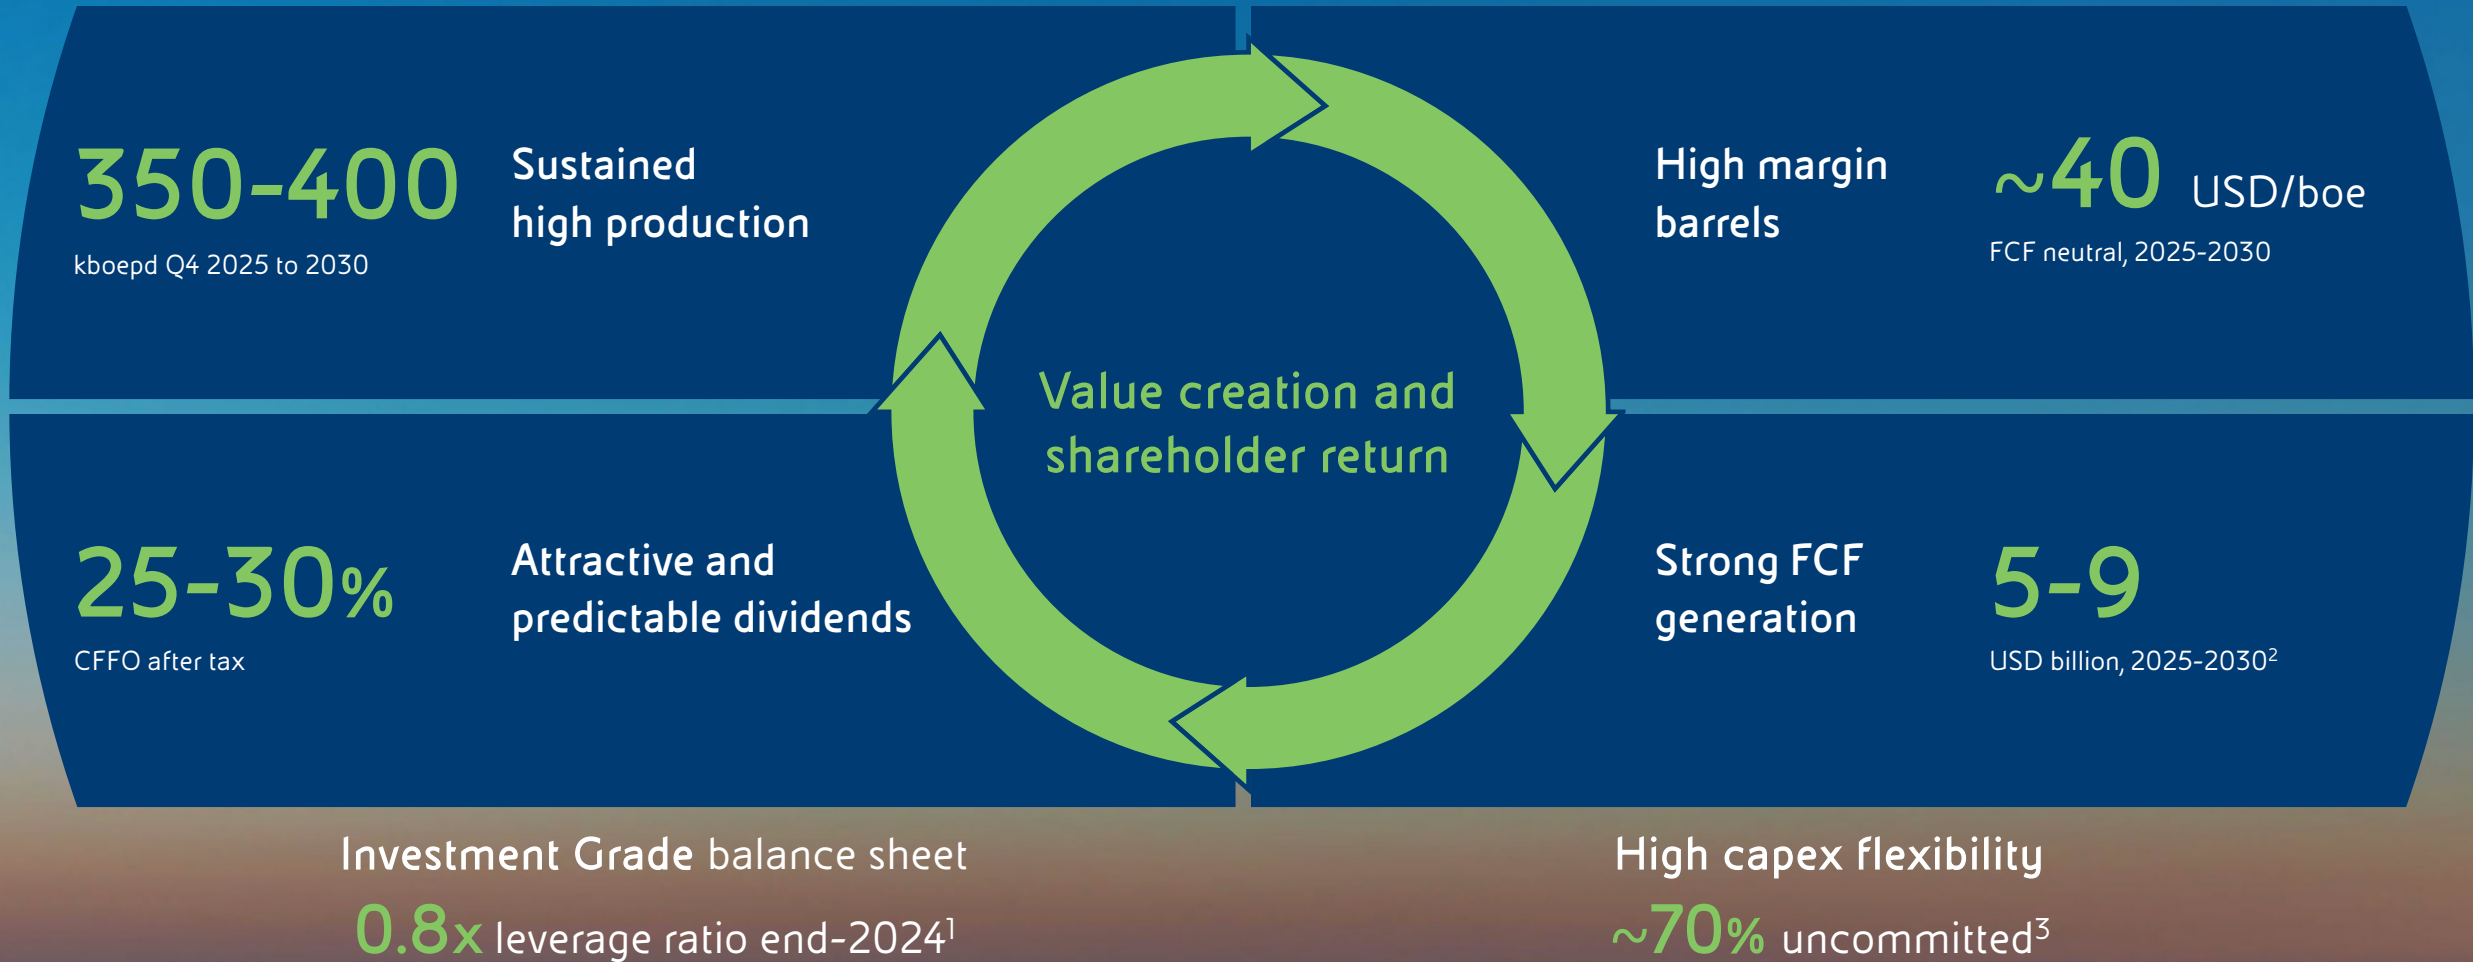 350-400
kboepd Q4 2025 to 2030
Sustained
high production
High margin
barrels
~40 USD/boe
FCF neutral, 2025-2030
Value creation and
shareholder return
25-30%
CFFO after tax
Attractive and
predictable dividends
Strong FCF
generation
5-9
USD billion, 2025-2030²
Investment Grade balance sheet
0.8x leverage ratio end-2024¹
High capex flexibility
~70% uncommitted³